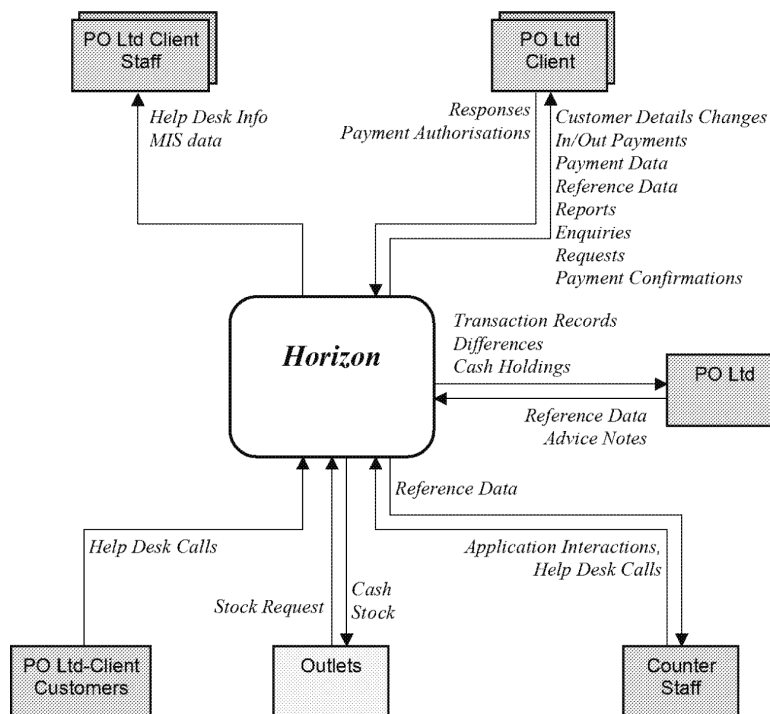 PO Ltd Client
Staff
PO Ltd
Client
Help Desk Info
MIS data
Responses
Payment Authorisations
Customer Details Changes
In/Out Payments
Payment Data
Reference Data
Reports
Enquiries
Requests
Payment Confirmations
Horizon
Transaction Records
Differences
Cash Holdings
PO Ltd
Reference Data
Advice Notes
Reference Data
Help Desk Calls
Stock Request
Cash
Stock
Application Interactions,
Help Desk Calls
PO Ltd-Client
Customers
Outlets
Counter
Staff